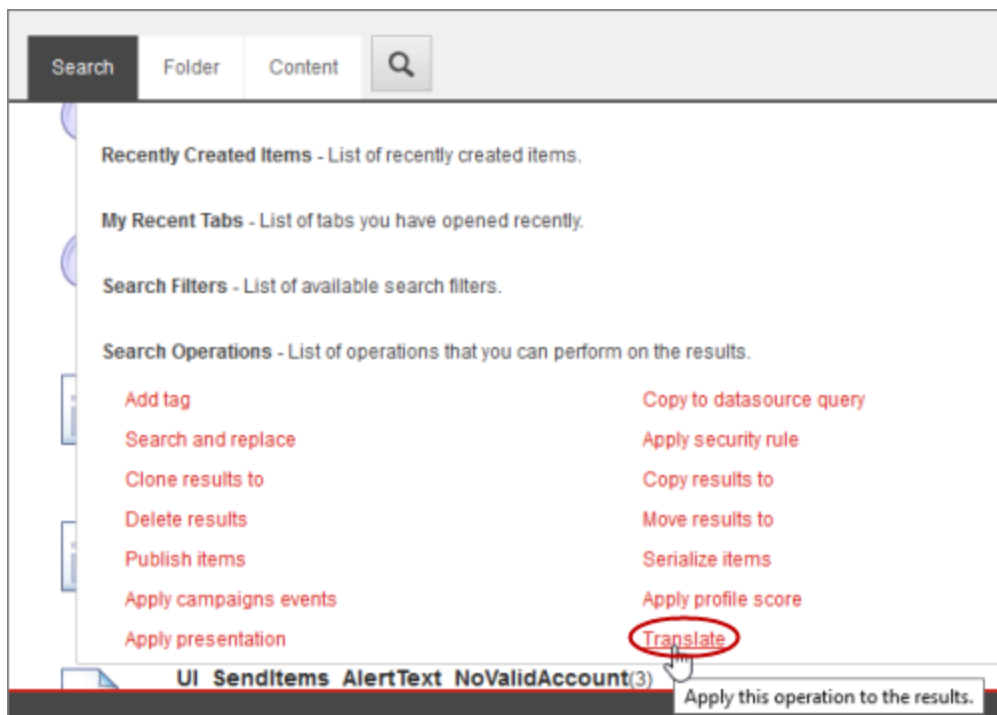 Search Folder Content
Recently Created Items - List of recently created items.
My Recent Tabs - List of tabs you have opened recently.
Search Filters - List of available search filters.
Search Operations - List of operations that you can perform on the results.
Add tag Copy to datasource query
Search and replace Apply security rule
Clone results to Copy results to
Delete results Move results to
Publish items Serialize items
Apply campaigns events Apply profile score
Apply presentation Translate
UI_SendItems_AlertText_NoValidAccount(3)
Apply this operation to the results.